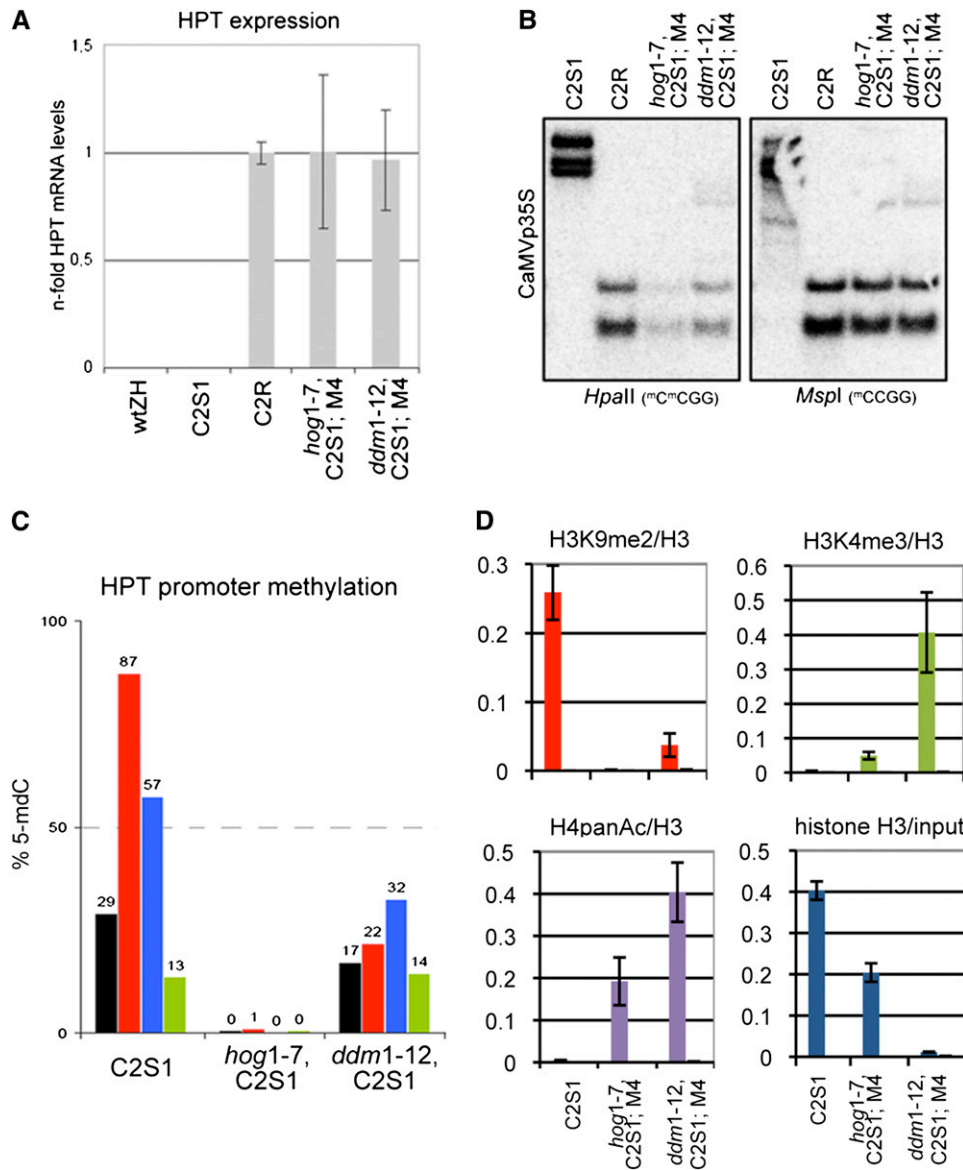 A
HPT expression
n-fold HPT mRNA levels
1.5
1
0.5
0
wtZH
C2S1
C2R
hog1-7,
C2S1; M4
ddm1-12,
C2S1; M4
B
C2S1
C2R
hog1-7,
C2S1; M4
ddm1-12,
C2S1; M4
C2S1
C2R
hog1-7,
C2S1; M4
ddm1-12,
C2S1; M4
CaMVp35S
HpaII (mCmCGG)
MspI (mCCGG)
C
HPT promoter methylation
% 5-mdC
100
50
0
29
87
57
13
0
1
0
0
17
22
32
14
C2S1
hog1-7,
C2S1
ddm1-12,
C2S1
D
H3K9me2/H3
0.3
0.2
0.1
0
H3K4me3/H3
0.6
0.5
0.4
0.3
0.2
0.1
0
H4panAc/H3
0.5
0.4
0.3
0.2
0.1
0
C2S1
hog1-7,
C2S1; M4
ddm1-12,
C2S1; M4
histone H3/input
0.5
0.4
0.3
0.2
0.1
0
C2S1
hog1-7,
C2S1; M4
ddm1-12,
C2S1; M4